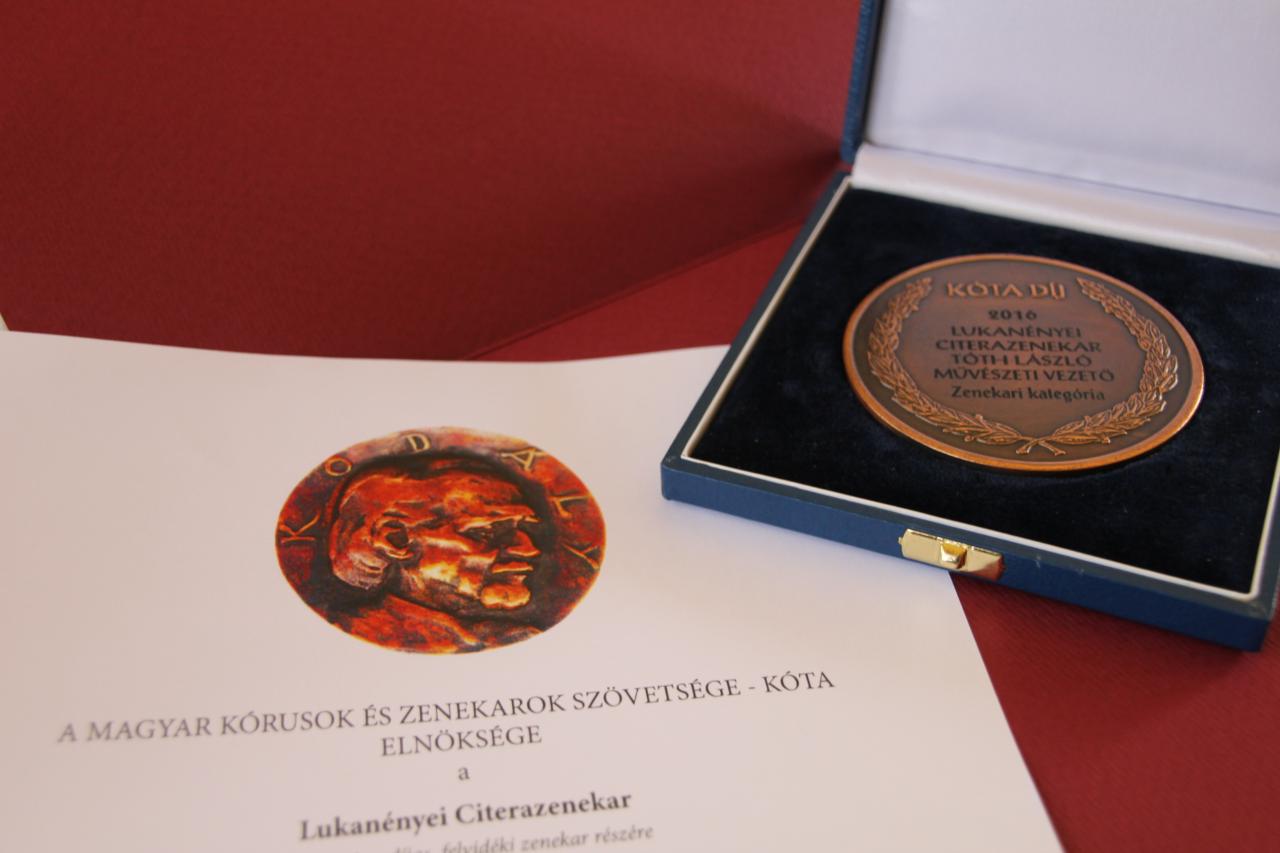 KÓTA DÍJ
2016
LUKANÉNYEI
CITERAZENEKAR
TÓTH LÁSZLÓ
MŰVÉSZETI VEZETŐ
Zenekari kategória
KODÁLY
A MAGYAR KÓRUSOK ÉS ZENEKAROK SZÖVETSÉGE - KÓTA
ELNÖKSÉGE
a
Lukanényei Citerazenekar
felvidéki zenekar részére